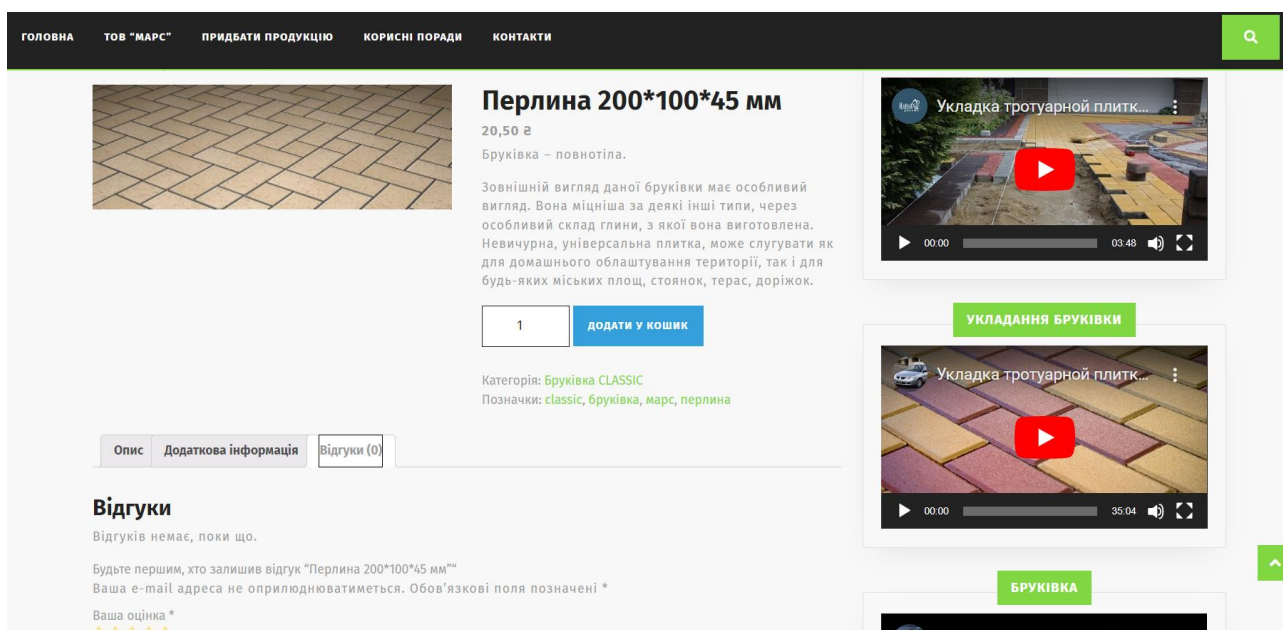 ГОЛОВНА ТОВ “МАРС” ПРИДБАТИ ПРОДУКЦІЮ КОРИСНІ ПОРАДИ КОНТАКТИ
Перлина 200*100*45 мм
20,50 ₴
Бруківка – повнотіла.
Зовнішній вигляд даної бруківки має особливий
вигляд. Вона міцніша за деякі інші типи, через
особливий склад глини, з якої вона виготовлена.
Невичурна, універсальна плитка, може слугувати як
для домашнього облаштування території, так і для
будь-яких міських площ, стоянок, терас, доріжок.
1 ДОДАТИ У КОШИК
Категорія: Бруківка CLASSIC
Позначки: classic, бруківка, марс, перлина
Опис Додаткова інформація Відгуки (0)
Відгуки
Відгуків немає, поки що.
Будьте першим, хто залишив відгук “Перлина 200*100*45 мм”“
Ваша e-mail адреса не оприлюднюватиметься. Обов’язкові поля позначені *
Ваша оцінка *
Укладка тротуарной плитк...
00:00 03:48
УКЛАДАННЯ БРУКІВКИ
Укладка тротуарной плитк...
00:00 35:04
БРУКІВКА